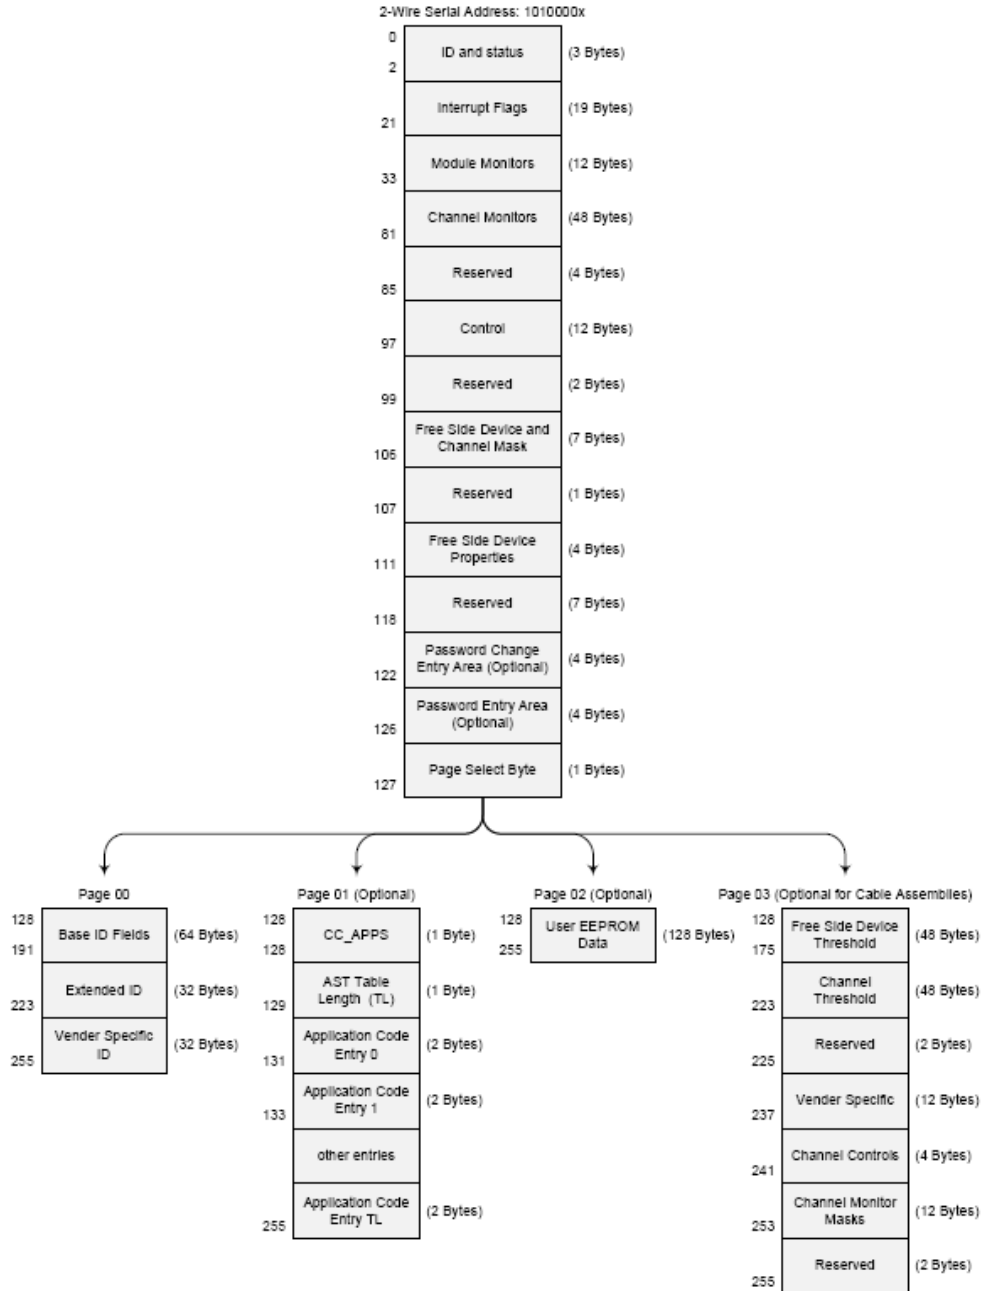 2-Wire Serial Address: 1010000x
0
ID and status (3 Bytes)
2
Interrupt Flags (19 Bytes)
21
Module Monitors (12 Bytes)
33
Channel Monitors (48 Bytes)
81
Reserved (4 Bytes)
85
Control (12 Bytes)
97
Reserved (2 Bytes)
99
Free Side Device and
Channel Mask
(7 Bytes)
106
Reserved (1 Bytes)
107
Free Side Device
Properties
(4 Bytes)
111
Reserved (7 Bytes)
118
Password Change
Entry Area (Optional)
(4 Bytes)
122
Password Entry Area
(Optional)
(4 Bytes)
126
Page Select Byte (1 Bytes)
127
Page 00
128
Base ID Fields (64 Bytes)
191
Extended ID (32 Bytes)
223
Vender Specific
ID
(32 Bytes)
255
Page 01 (Optional)
128
CC_APPS (1 Byte)
128
AST Table
Length (TL)
(1 Byte)
129
Application Code
Entry 0
(2 Bytes)
131
Application Code
Entry 1
(2 Bytes)
133
other entries
Application Code
Entry TL
(2 Bytes)
255
Page 02 (Optional)
128
User EEPROM
Data
(128 Bytes)
255
Page 03 (Optional for Cable Assemblies)
128
Free Side Device
Threshold
(48 Bytes)
175
Channel
Threshold
(48 Bytes)
223
Reserved (2 Bytes)
225
Vender Specific (12 Bytes)
237
Channel Controls (4 Bytes)
241
Channel Monitor
Masks
(12 Bytes)
253
Reserved (2 Bytes)
255